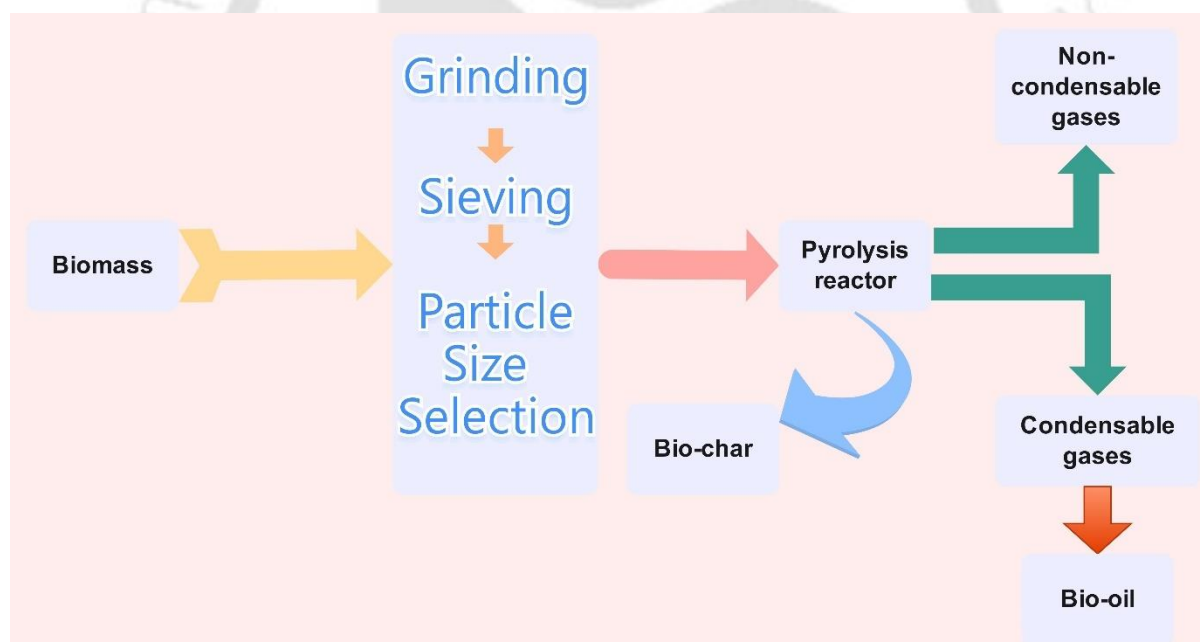 Biomass
Grinding
Sieving
Particle
Size
Selection
Pyrolysis
reactor
Bio-char
Non-
condensable
gases
Condensable
gases
Bio-oil